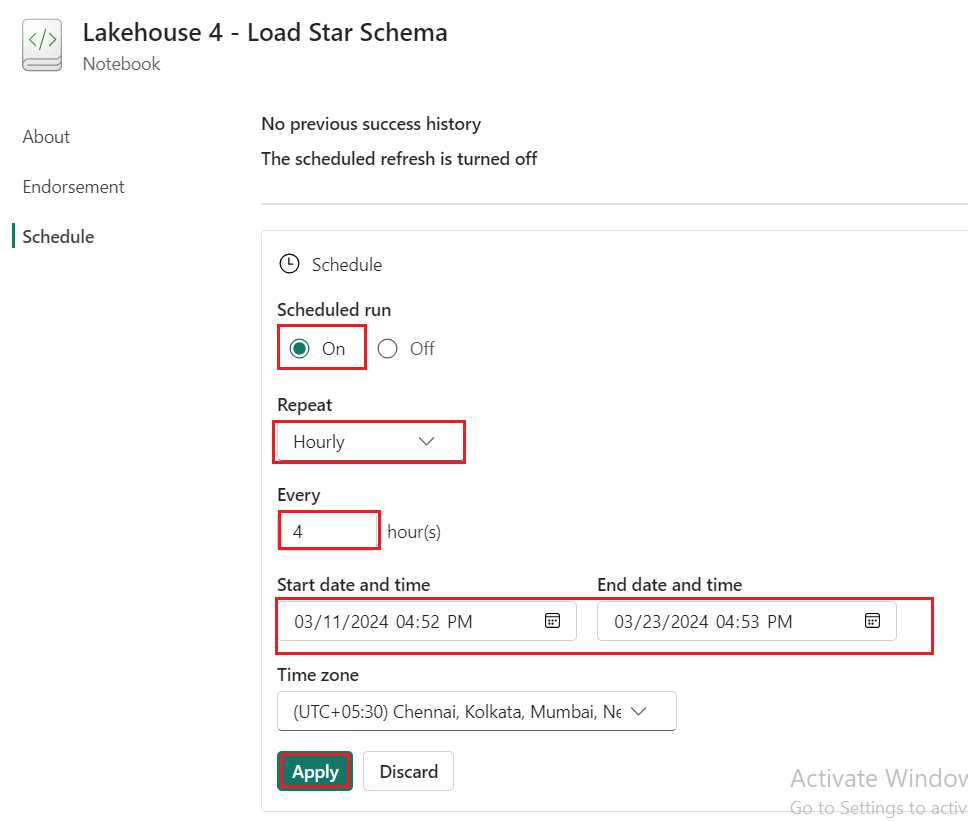 Lakehouse 4 - Load Star Schema
Notebook
About
Endorsement
Schedule
No previous success history
The scheduled refresh is turned off
Schedule
Scheduled run
On Off
Repeat
Hourly
Every
4 hour(s)
Start date and time End date and time
03/11/2024 04:52 PM 03/23/2024 04:53 PM
Time zone
(UTC+05:30) Chennai, Kolkata, Mumbai, Ne
Apply Discard
Activate Window
Go to Settings to activ